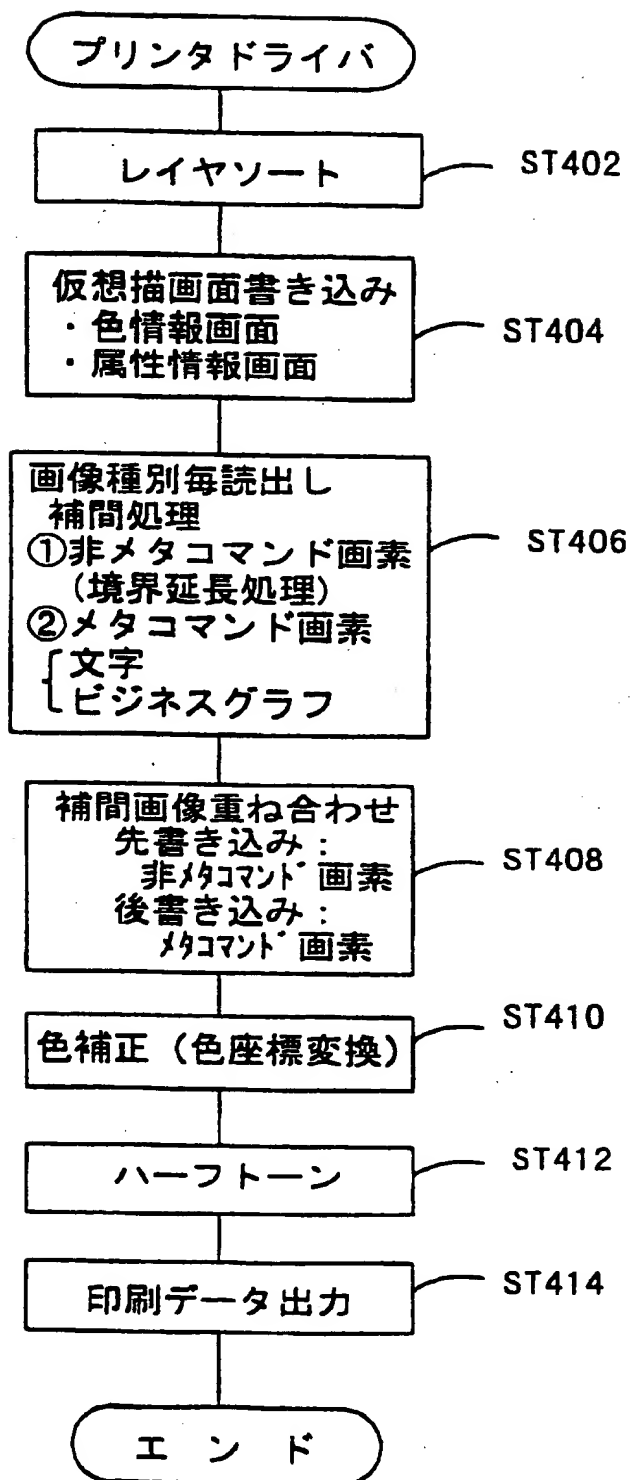 プリンタドライバ
レイヤソート
ST402
仮想描画面書き込み
・色情報画面
・属性情報画面
ST404
画像種別毎読出し
補間処理
①非メタコマンド画素
(境界延長処理)
②メタコマンド画素
文字
ビジネスグラフ
ST406
補間画像重ね合わせ
先書き込み:
非ﾒﾀｺﾏﾝﾄﾞ画素
後書き込み:
ﾒﾀｺﾏﾝﾄﾞ画素
ST408
色補正(色座標変換)
ST410
ハーフトーン
ST412
印刷データ出力
ST414
エンド